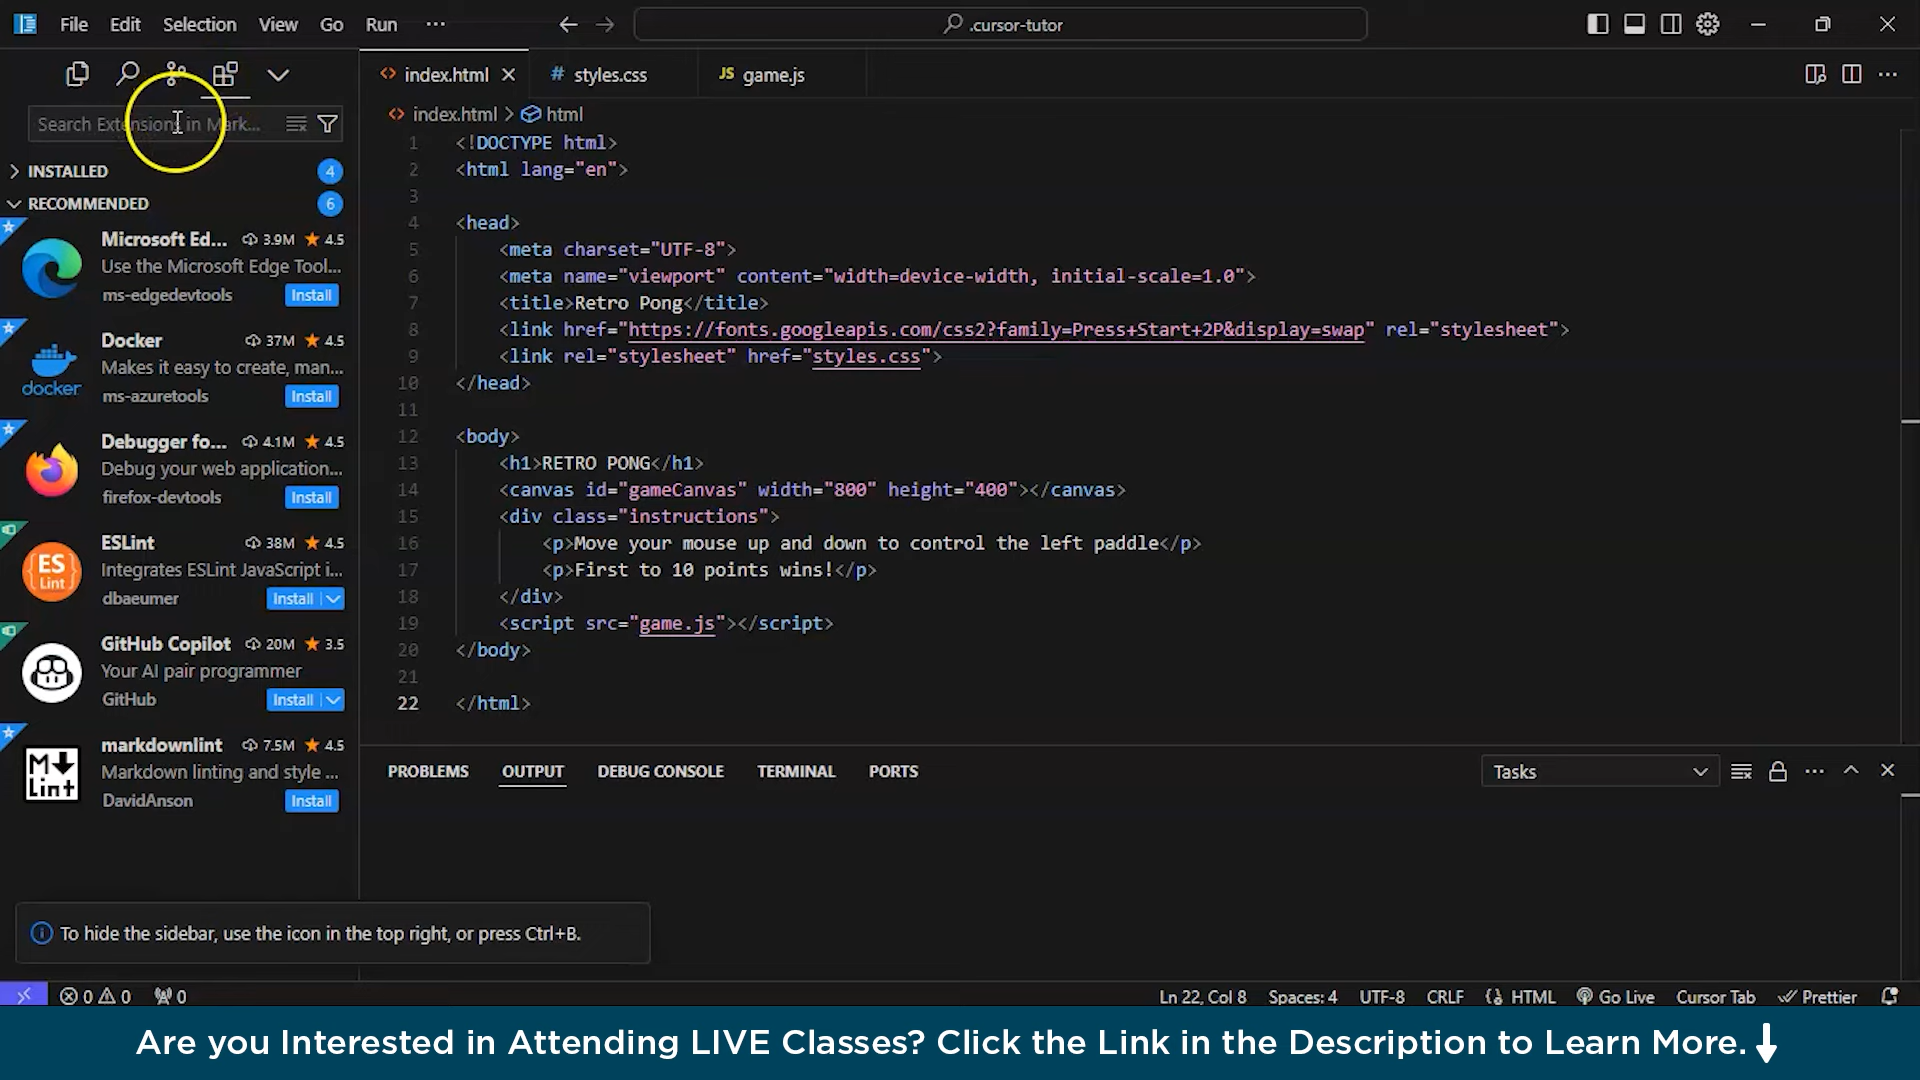 File Edit Selection View Go Run ···
.cursor-tutor
index.html
styles.css
JS game.js
Search Extensions in Mark...
index.html > html
INSTALLED 4
RECOMMENDED 6
Microsoft Ed... 3.9M 4.5
Use the Microsoft Edge Tool...
ms-edgedevtools Install
Docker 37M 4.5
Makes it easy to create, man...
docker
ms-azuretools Install
Debugger fo... 4.1M 4.5
Debug your web application...
firefox-devtools Install
ESLint 38M 4.5
ES Lint
Integrates ESLint JavaScript i...
dbaeumer Install
GitHub Copilot 20M 3.5
Your AI pair programmer
GitHub Install
markdownlint 7.5M 4.5
M Lint
Markdown linting and style ...
DavidAnson Install
1 <!DOCTYPE html>
2 <html lang="en">
3
4 <head>
5 <meta charset="UTF-8">
6 <meta name="viewport" content="width=device-width, initial-scale=1.0">
7 <title>Retro Pong</title>
8 <link href="https://fonts.googleapis.com/css2?family=Press+Start+2P&display=swap" rel="stylesheet">
9 <link rel="stylesheet" href="styles.css">
10 </head>
11
12 <body>
13 <h1>RETRO PONG</h1>
14 <canvas id="gameCanvas" width="800" height="400"></canvas>
15 <div class="instructions">
16 <p>Move your mouse up and down to control the left paddle</p>
17 <p>First to 10 points wins!</p>
18 </div>
19 <script src="game.js"></script>
20 </body>
21
22 </html>
PROBLEMS OUTPUT DEBUG CONSOLE TERMINAL PORTS
Tasks
To hide the sidebar, use the icon in the top right, or press Ctrl+B.
0 0 0
Ln 22, Col 8 Spaces: 4 UTF-8 CRLF HTML Go Live Cursor Tab Prettier
Are you Interested in Attending LIVE Classes? Click the Link in the Description to Learn More.